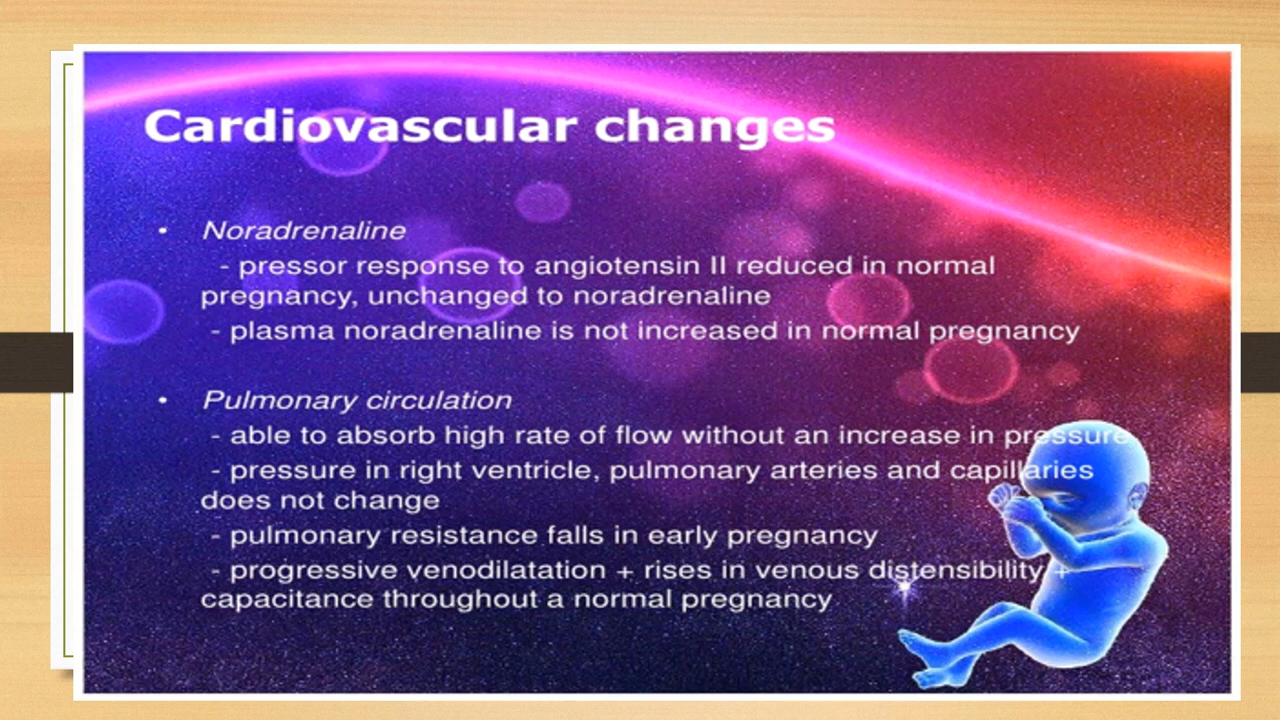 Cardiovascular changes
• Noradrenaline
- pressor response to angiotensin II reduced in normal
pregnancy, unchanged to noradrenaline
- plasma noradrenaline is not increased in normal pregnancy
• Pulmonary circulation
- able to absorb high rate of flow without an increase in pressure
- pressure in right ventricle, pulmonary arteries and capillaries
does not change
- pulmonary resistance falls in early pregnancy
- progressive venodilatation + rises in venous distensibility +
capacitance throughout a normal pregnancy